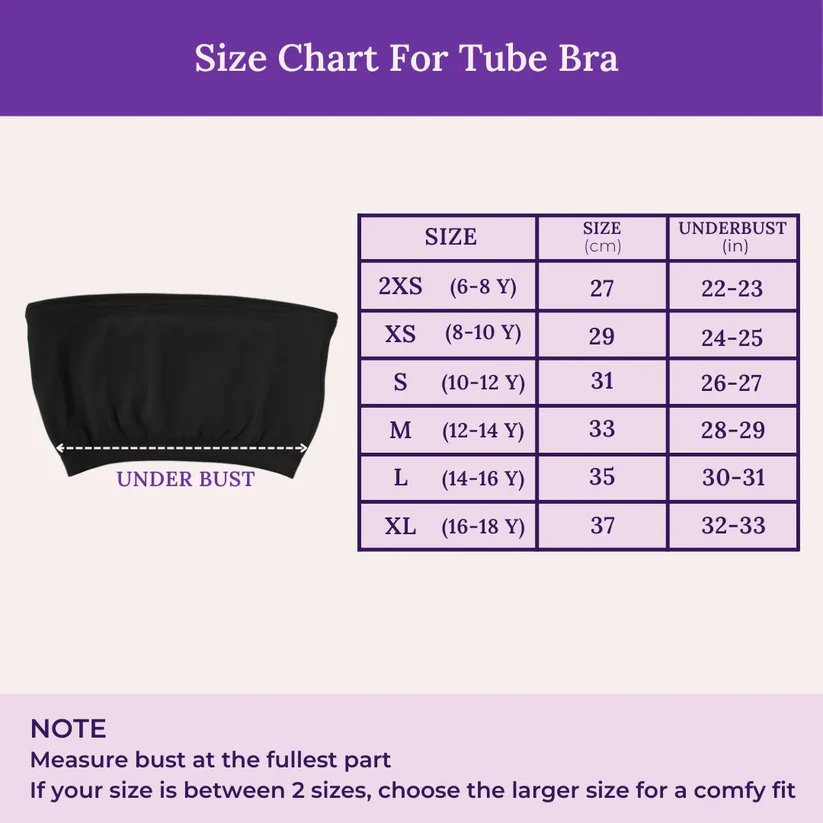 Size Chart For Tube Bra
SIZE SIZE (cm) UNDERBUST (in)
2XS (6-8 Y) 27 22-23
XS (8-10 Y) 29 24-25
S (10-12 Y) 31 26-27
M (12-14 Y) 33 28-29
L (14-16 Y) 35 30-31
XL (16-18 Y) 37 32-33
UNDER BUST
NOTE
Measure bust at the fullest part
If your size is between 2 sizes, choose the larger size for a comfy fit